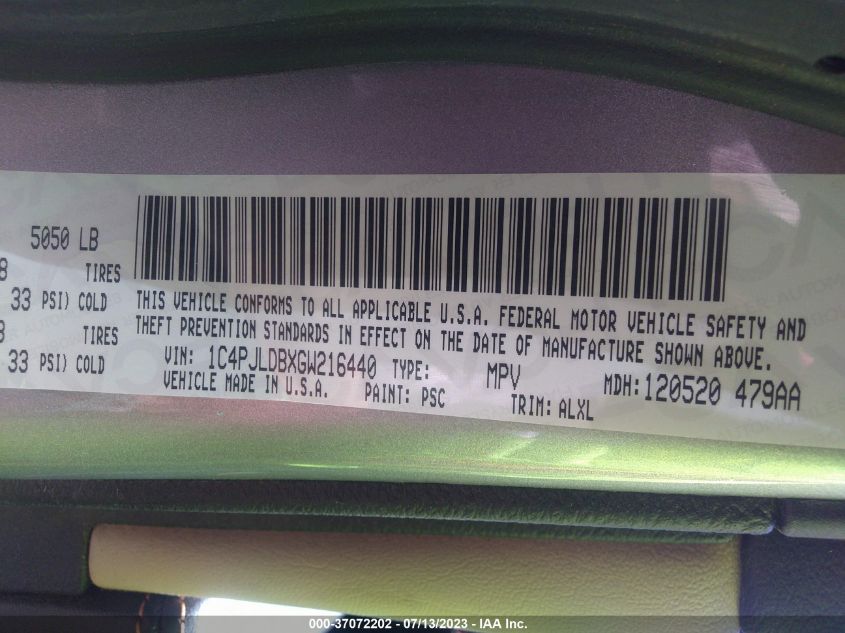 5050 LB
8 TIRES
33 PSI) COLD
8 TIRES
33 PSI) COLD
THIS VEHICLE CONFORMS TO ALL APPLICABLE U.S.A. FEDERAL MOTOR VEHICLE SAFETY AND
THEFT PREVENTION STANDARDS IN EFFECT ON THE DATE OF MANUFACTURE SHOWN ABOVE.
VIN: 1C4PJLDBXGW216440 TYPE: MPV MDH:120520 479AA
VEHICLE MADE IN U.S.A. PAINT: PSC TRIM: ALXL
000-37072202 - 07/13/2023 - IAA Inc.